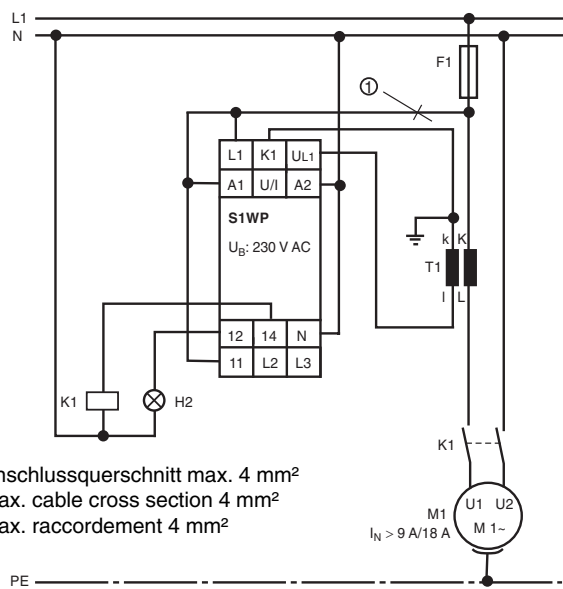 L1
N
F1
①
L1 K1 UL1
A1 U/I A2
S1WP
UB: 230 V AC
k K
T1
l L
12 14 N
11 L2 L3
K1
H2
K1
nschlussquerschnitt max. 4 mm²
ax. cable cross section 4 mm²
ax. raccordement 4 mm²
M1
IN > 9 A/18 A
U1 U2
M 1~
PE